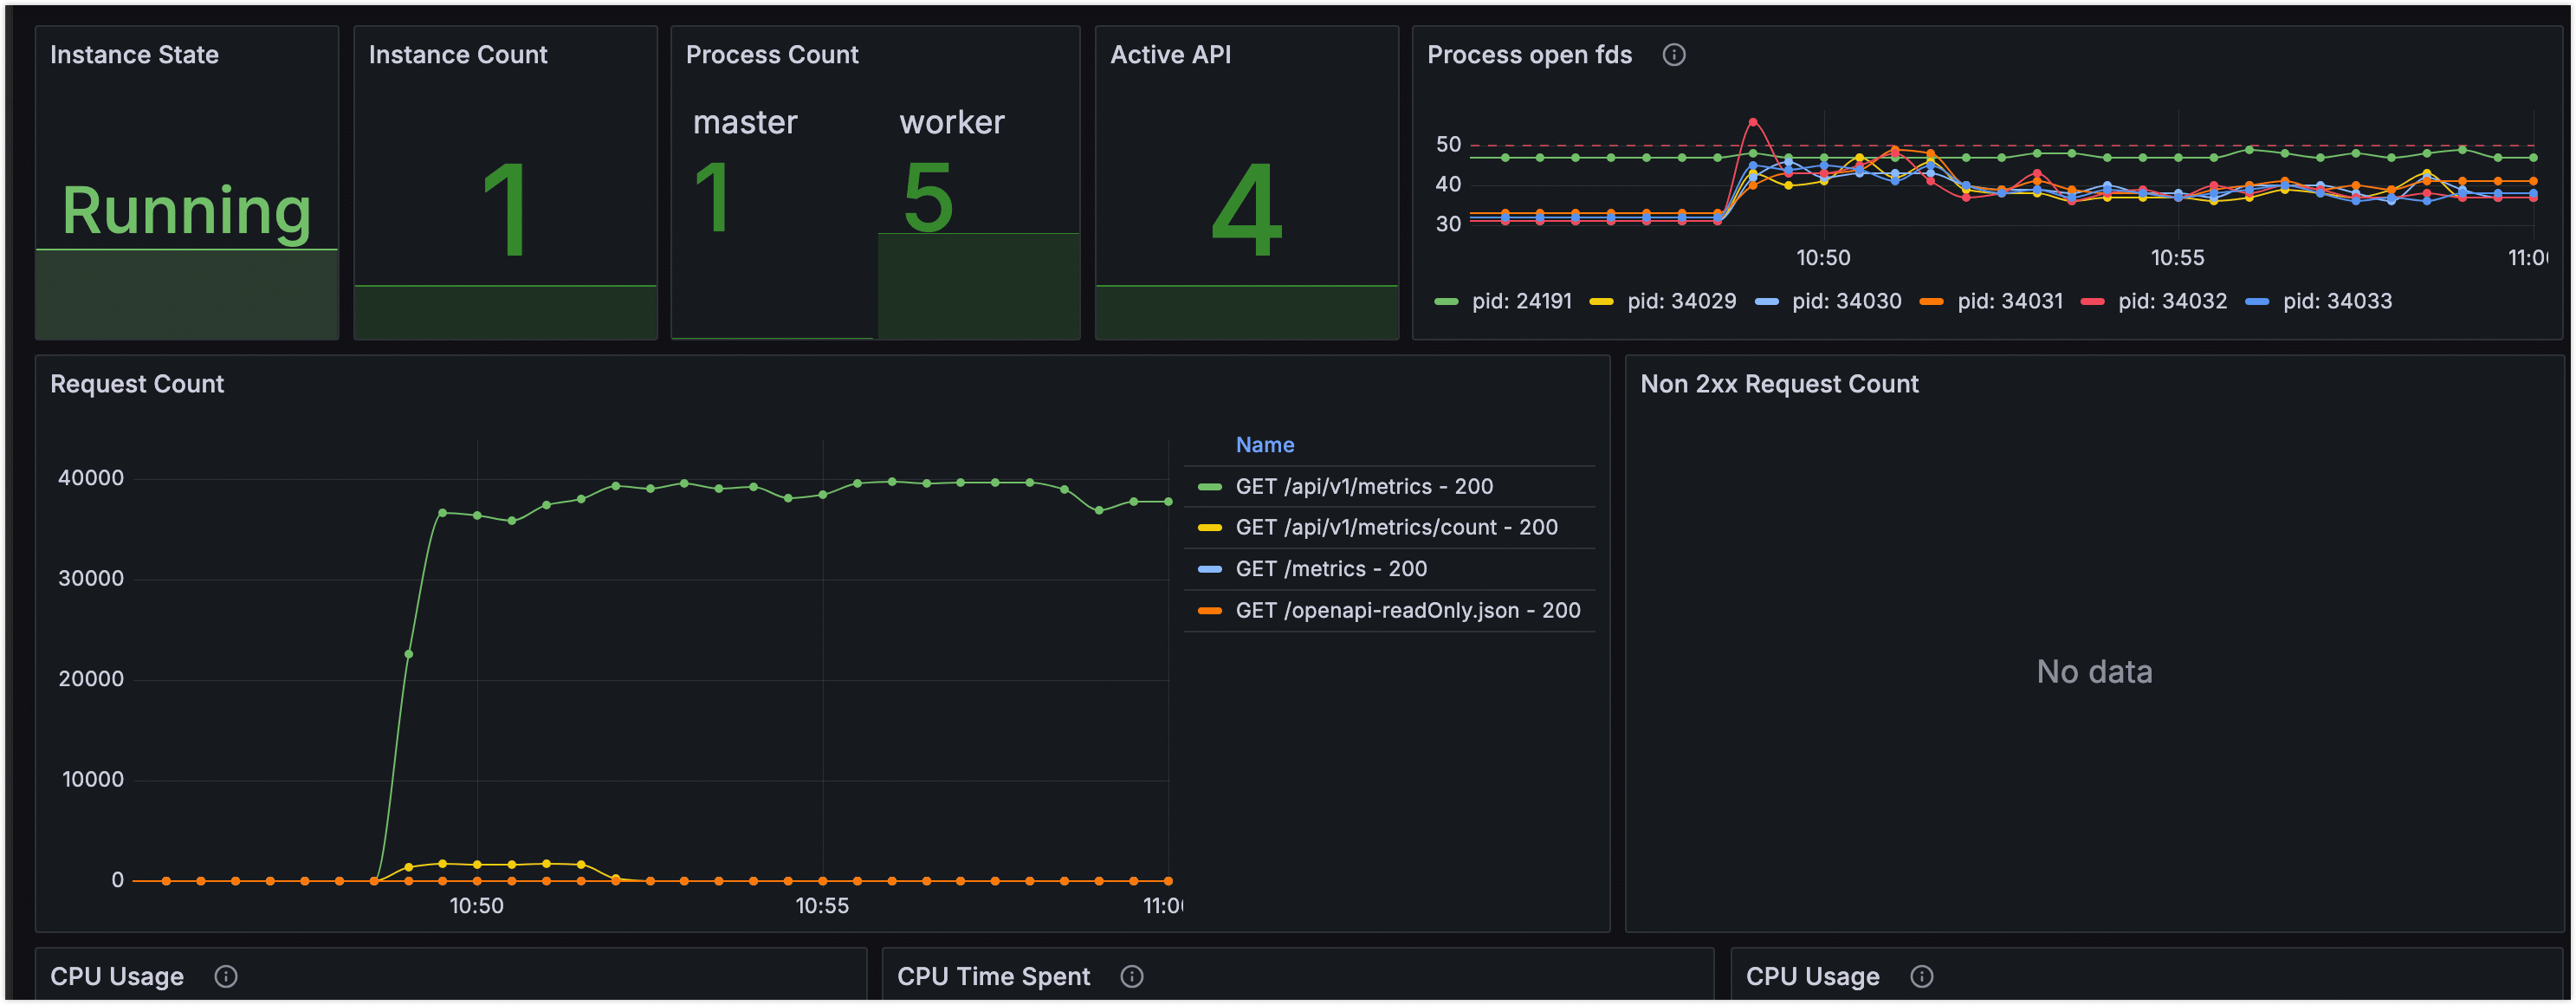 Instance State
Running
Instance Count
1
Process Count
master
1
worker
5
Active API
4
Process open fds
50
40
30
10:50
10:55
pid: 24191
pid: 34029
pid: 34030
pid: 34031
pid: 34032
pid: 34033
Request Count
40000
30000
20000
10000
0
10:50
10:55
Name
GET /api/v1/metrics - 200
GET /api/v1/metrics/count - 200
GET /metrics - 200
GET /openapi-readOnly.json - 200
Non 2xx Request Count
No data
CPU Usage
CPU Time Spent
CPU Usage